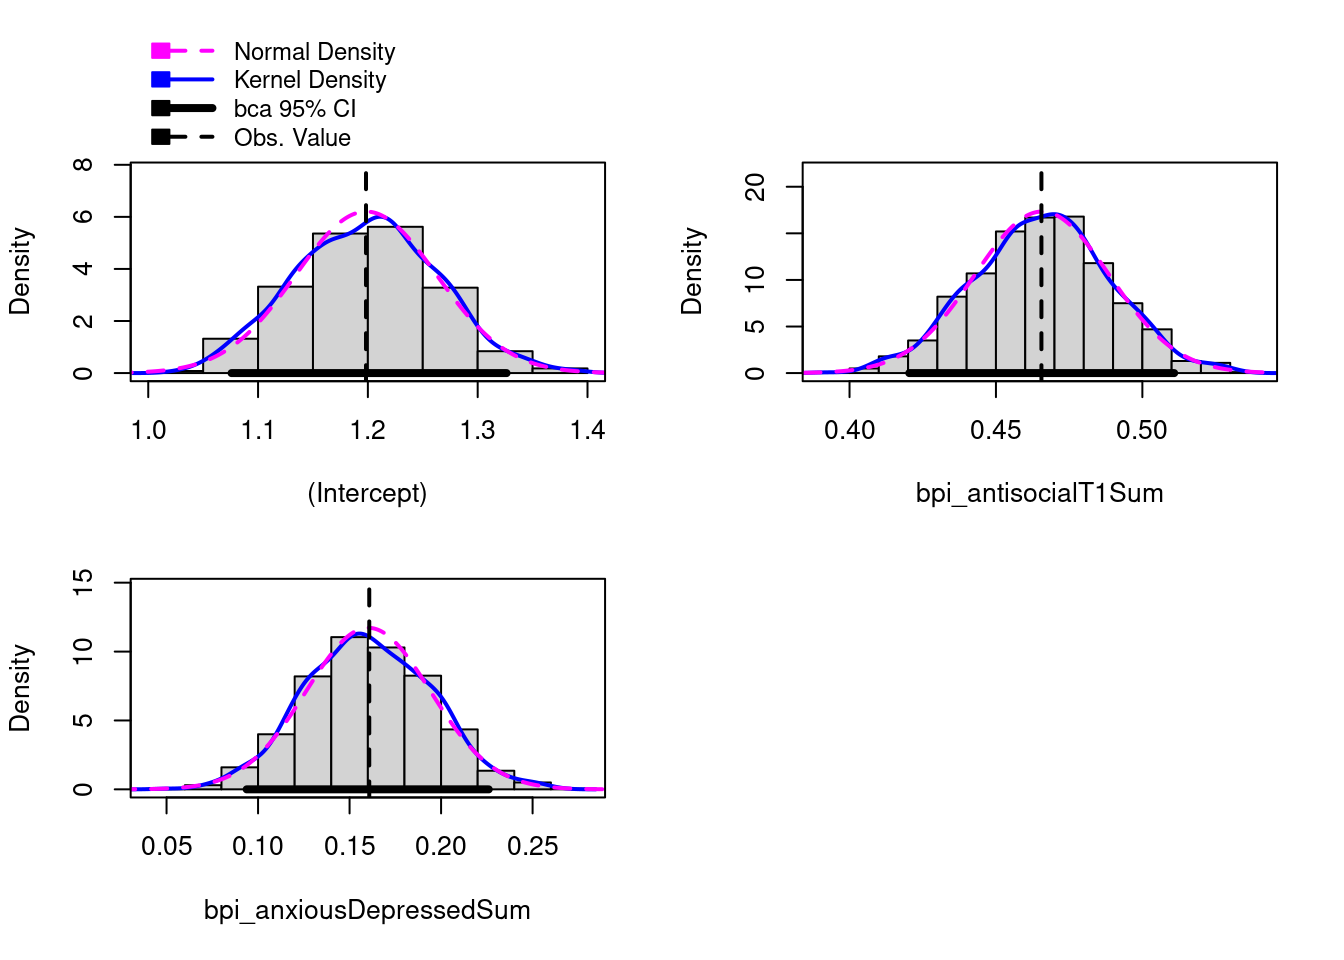 Normal Density
Kernel Density
bca 95% CI
Obs. Value
Density
0 2 4 6 8
1.0 1.1 1.2 1.3 1.4
(Intercept)
Density
0 5 10 20
0.40 0.45 0.50
bpi_antisocialT1Sum
Density
0 5 10 15
0.05 0.10 0.15 0.20 0.25
bpi_anxiousDepressedSum